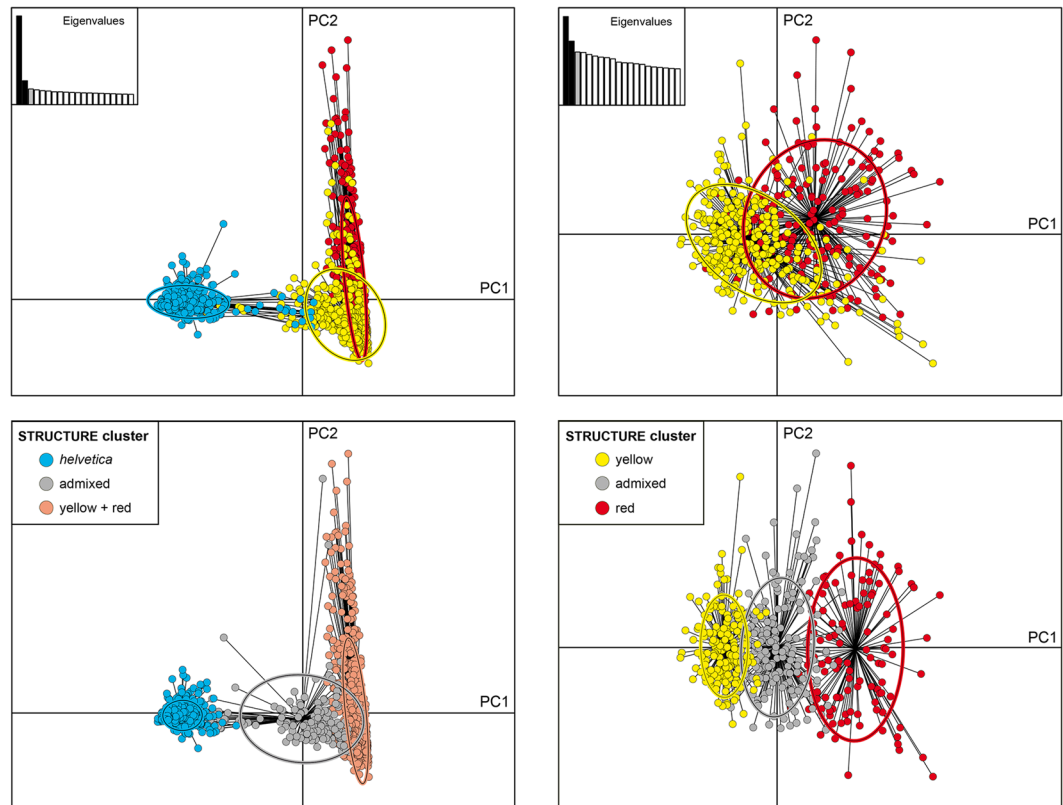 Eigenvalues
PC2
PC1
Eigenvalues
PC2
PC1
STRUCTURE cluster
helvetica
admixed
yellow + red
PC2
PC1
STRUCTURE cluster
yellow
admixed
red
PC2
PC1